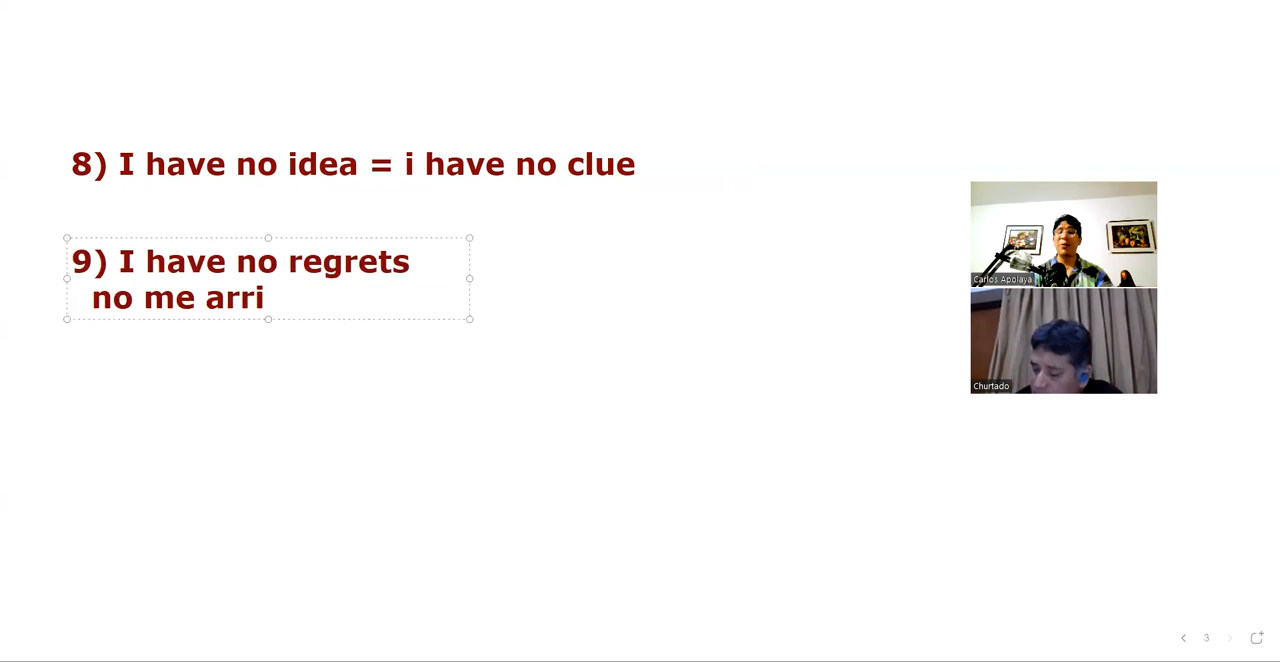 8) I have no idea = i have no clue
9) I have no regrets
no me arri
Carlos Apolaya
Churtado
3